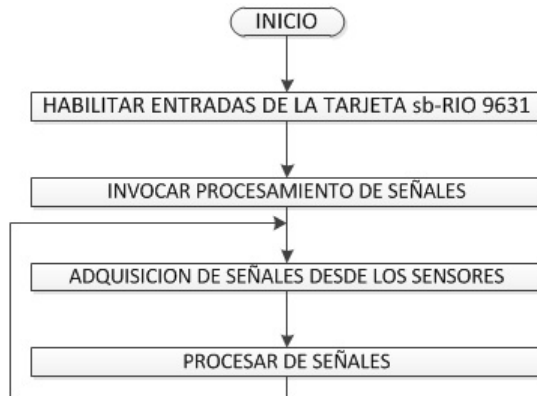 INICIO
HABILITAR ENTRADAS DE LA TARJETA sb-RIO 9631
INVOCAR PROCESAMIENTO DE SEÑALES
ADQUISICION DE SEÑALES DESDE LOS SENSORES
PROCESAR DE SEÑALES